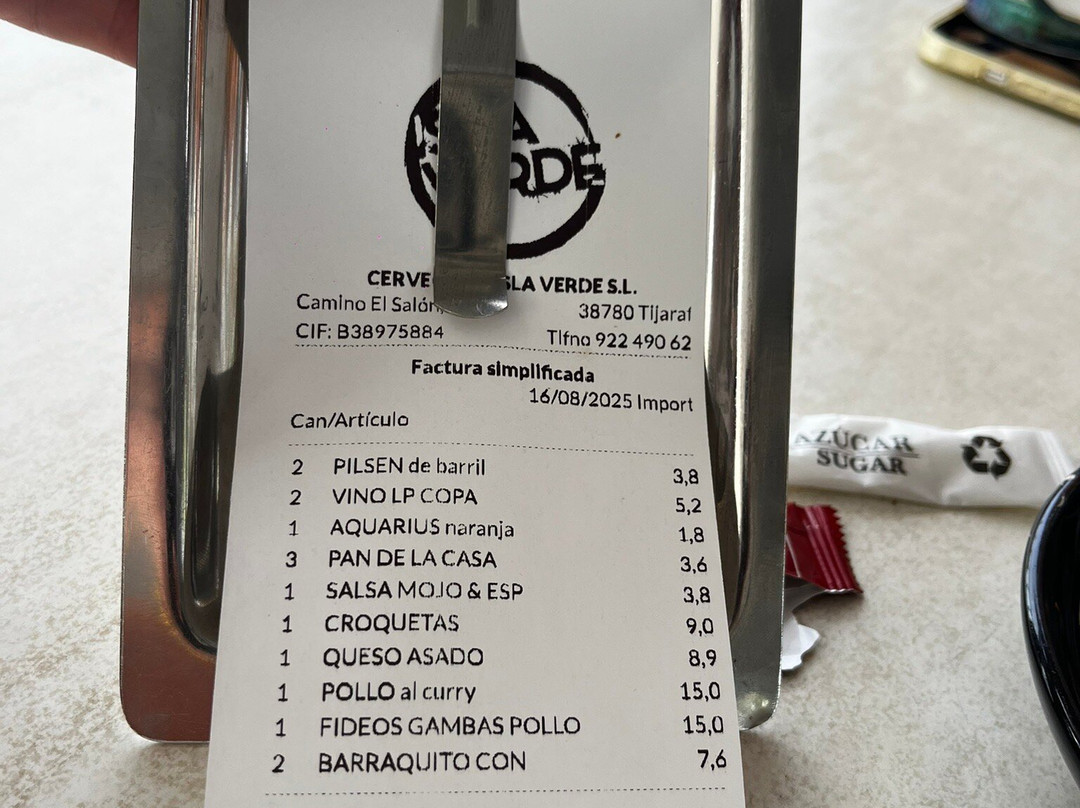 VERDE
VERDE S.L.
Camino El Salón, 38780 Tijaraf
CIF: B38975884 Tlfno 922 490 62
Factura simplificada
16/08/2025 Import
Can/Artículo
2 PILSEN de barril 3,8
2 VINO LP COPA 5,2
1 AQUARIUS naranja 1,8
3 PAN DE LA CASA 3,6
1 SALSA MOJO & ESP 3,8
1 CROQUETAS 9,0
1 QUESO ASADO 8,9
1 POLLO al curry 15,0
1 FIDEOS GAMBAS POLLO 15,0
2 BARRAQUITO CON 7,6
AZÚCAR
SUGAR